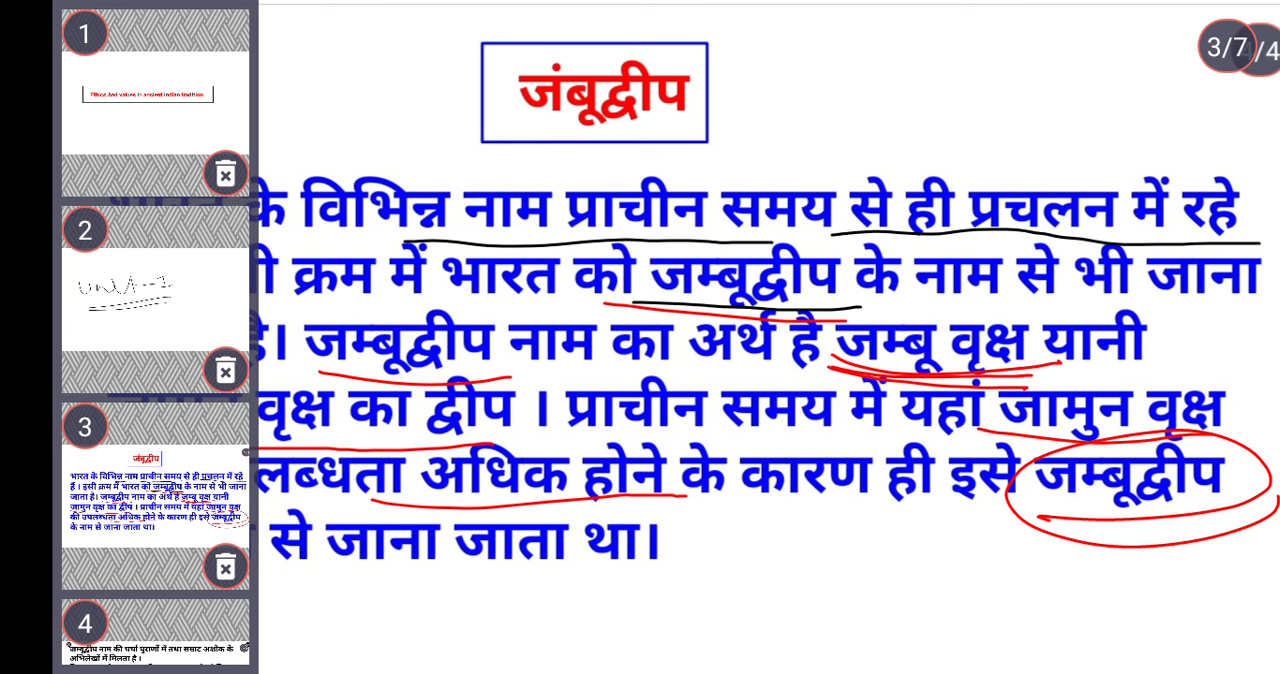 1
Ethics And values in ancient Indian tradition.
2
Unit-1
3
जंबूद्वीप
भारत के विभिन्न नाम प्राचीन समय से ही प्रचलन में रहे
हैं । इसी क्रम में भारत को जम्बूद्वीप के नाम से भी जाना
जाता है। जम्बूद्वीप नाम का अर्थ है जम्बू वृक्ष यानी
जामुन वृक्ष का द्वीप । प्राचीन समय में यहां जामुन वृक्ष
की उपलब्धता अधिक होने के कारण ही इसे जम्बूद्वीप
के नाम से जाना जाता था।
4
जम्बूद्वीप नाम की चर्चा पुराणों में तथा सम्राट अशोक के
अभिलेखों में मिलता है ।
3/7
/4
जंबूद्वीप
के विभिन्न नाम प्राचीन समय से ही प्रचलन में रहे
क्रम में भारत को जम्बूद्वीप के नाम से भी जाना
है। जम्बूद्वीप नाम का अर्थ है जम्बू वृक्ष यानी
वृक्ष का द्वीप । प्राचीन समय में यहां जामुन वृक्ष
लब्धता अधिक होने के कारण ही इसे जम्बूद्वीप
से जाना जाता था।